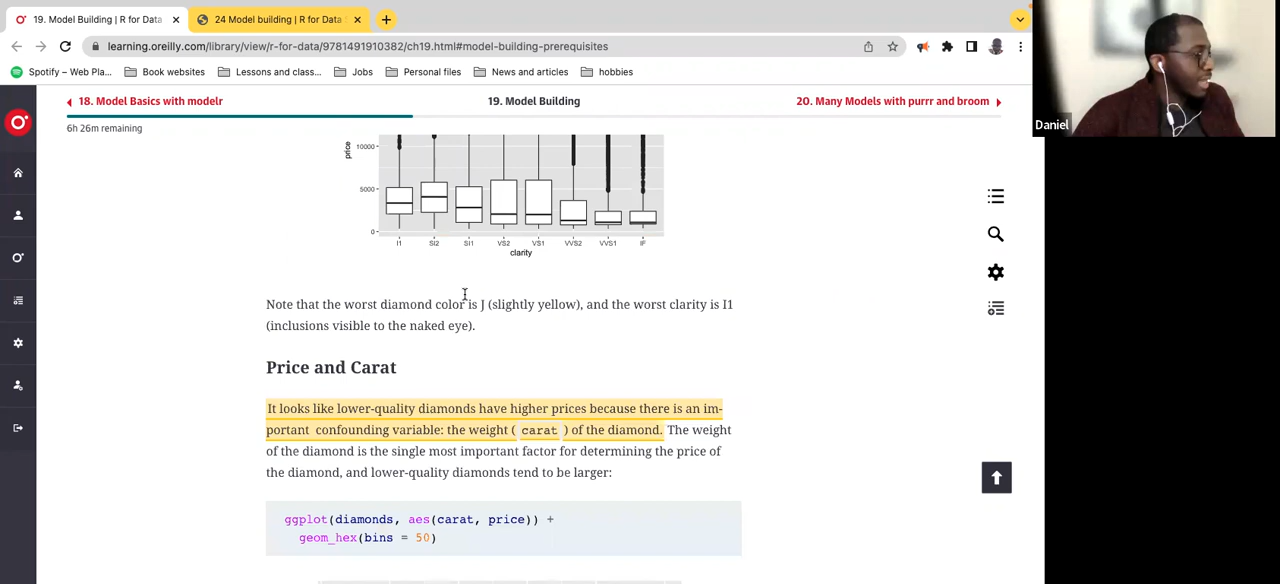 19. Model Building | R for Data
24 Model building | R for Data
learning.oreilly.com/library/view/r-for-data/9781491910382/ch19.html#model-building-prerequisites
Spotify – Web Pla...
Book websites
Lessons and class...
Jobs
Personal files
News and articles
hobbies
18. Model Basics with modelr
19. Model Building
20. Many Models with purrr and broom
6h 26m remaining
Daniel
price
10000
5000
0
I1 SI2 SI1 VS2 VS1 VVS2 VVS1 IF
clarity
Note that the worst diamond color is J (slightly yellow), and the worst clarity is I1
(inclusions visible to the naked eye).
Price and Carat
It looks like lower-quality diamonds have higher prices because there is an im-
portant confounding variable: the weight ( carat ) of the diamond. The weight
of the diamond is the single most important factor for determining the price of
the diamond, and lower-quality diamonds tend to be larger:
ggplot(diamonds, aes(carat, price)) +
geom_hex(bins = 50)